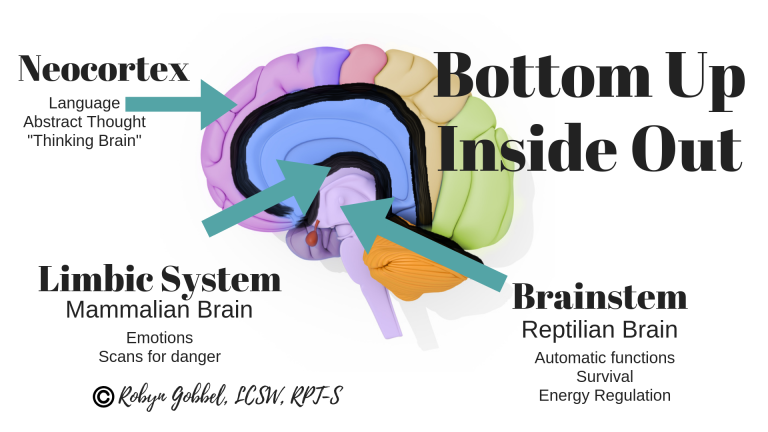 Bottom Up
Inside Out
Neocortex
Language
Abstract Thought
"Thinking Brain"
Limbic System
Mammalian Brain
Emotions
Scans for danger
Brainstem
Reptilian Brain
Automatic functions
Survival
Energy Regulation
© Robyn Gobbel, LCSW, RPT-S